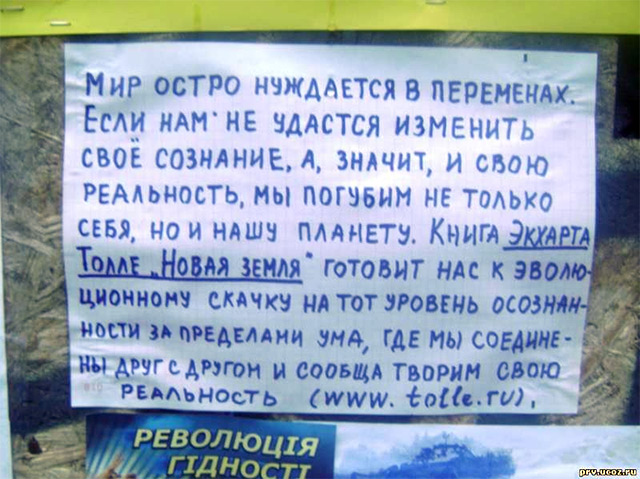 Мир остро нуждается в переменах.
Если нам не удастся изменить
своё сознание, а, значит, и свою
реальность, мы погубим не только
себя, но и нашу планету. Книга Экхарта
Толле „Новая земля" готовит нас к эволю-
ционному скачку на тот уровень осознан-
ности за пределами ума, где мы соедине-
ны друг с другом и сообща творим свою
реальность (www.tolle.ru).
РЕВОЛЮЦІЯ
ГІДНОСТІ
prv.ucoz.ru